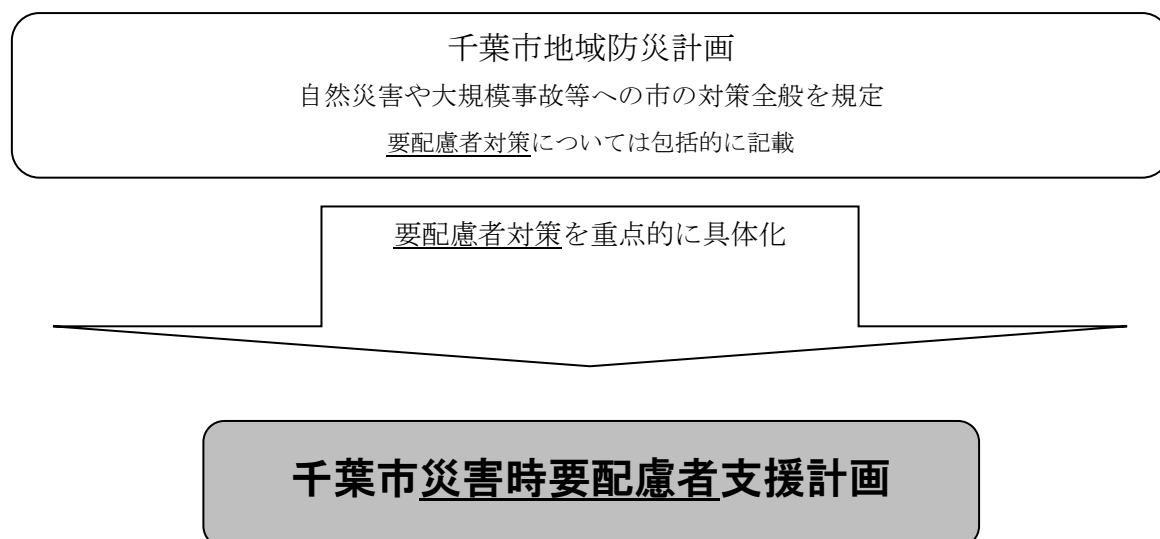 千葉市地域防災計画
自然災害や大規模事故等への市の対策全般を規定
要配慮者対策については包括的に記載
要配慮者対策を重点的に具体化
千葉市災害時要配慮者支援計画